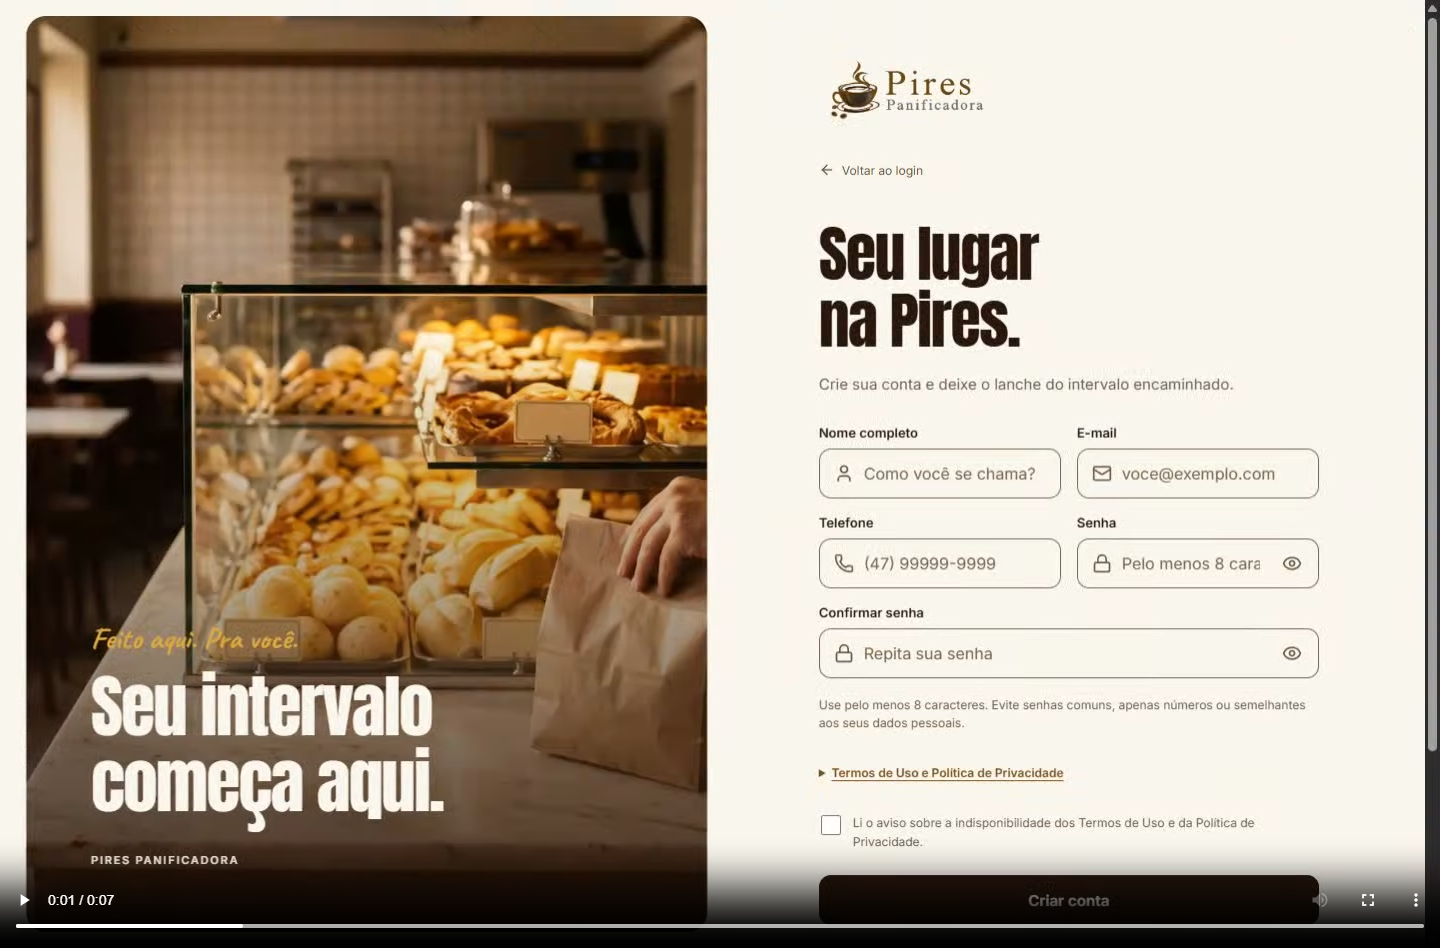 Feito aqui. Pra você.
Seu intervalo
começa aqui.
PIRES PANIFICADORA
Pires
Panificadora
Voltar ao login
Seu lugar
na Pires.
Crie sua conta e deixe o lanche do intervalo encaminhado.
Nome completo
Como você se chama?
E-mail
voce@exemplo.com
Telefone
(47) 99999-9999
Senha
Pelo menos 8 cara
Confirmar senha
Repita sua senha
Use pelo menos 8 caracteres. Evite senhas comuns, apenas números ou semelhantes
aos seus dados pessoais.
Termos de Uso e Política de Privacidade
Li o aviso sobre a indisponibilidade dos Termos de Uso e da Política de
Privacidade.
Criar conta
0:01 / 0:07